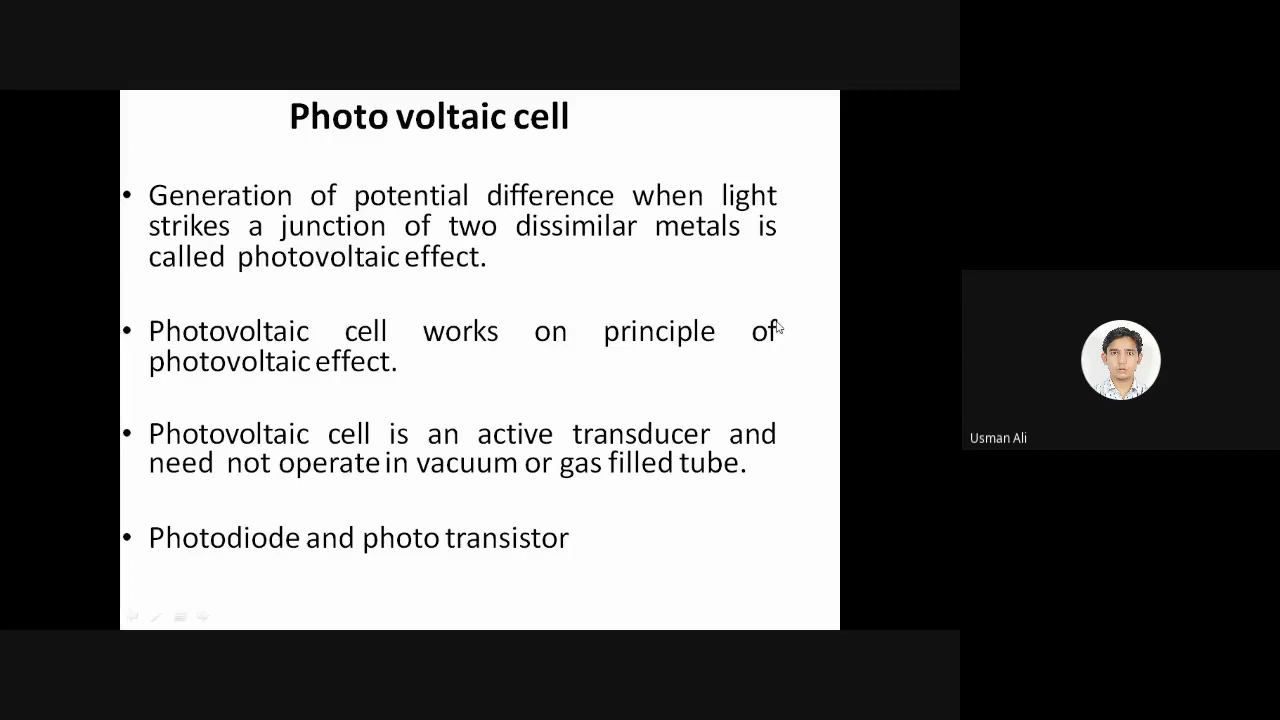 Photo voltaic cell
• Generation of potential difference when light
strikes a junction of two dissimilar metals is
called photovoltaic effect.
• Photovoltaic cell works on principle of
photovoltaic effect.
• Photovoltaic cell is an active transducer and
need not operate in vacuum or gas filled tube.
• Photodiode and photo transistor
Usman Ali